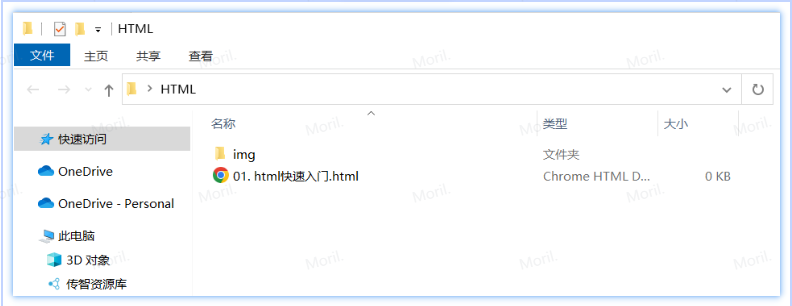 HTML
文件 主页 共享 查看
HTML
名称 类型 大小
快速访问
img 文件夹
OneDrive
01. html快速入门.html Chrome HTML D... 0 KB
OneDrive - Personal
此电脑
3D 对象
传智资源库
MoriL